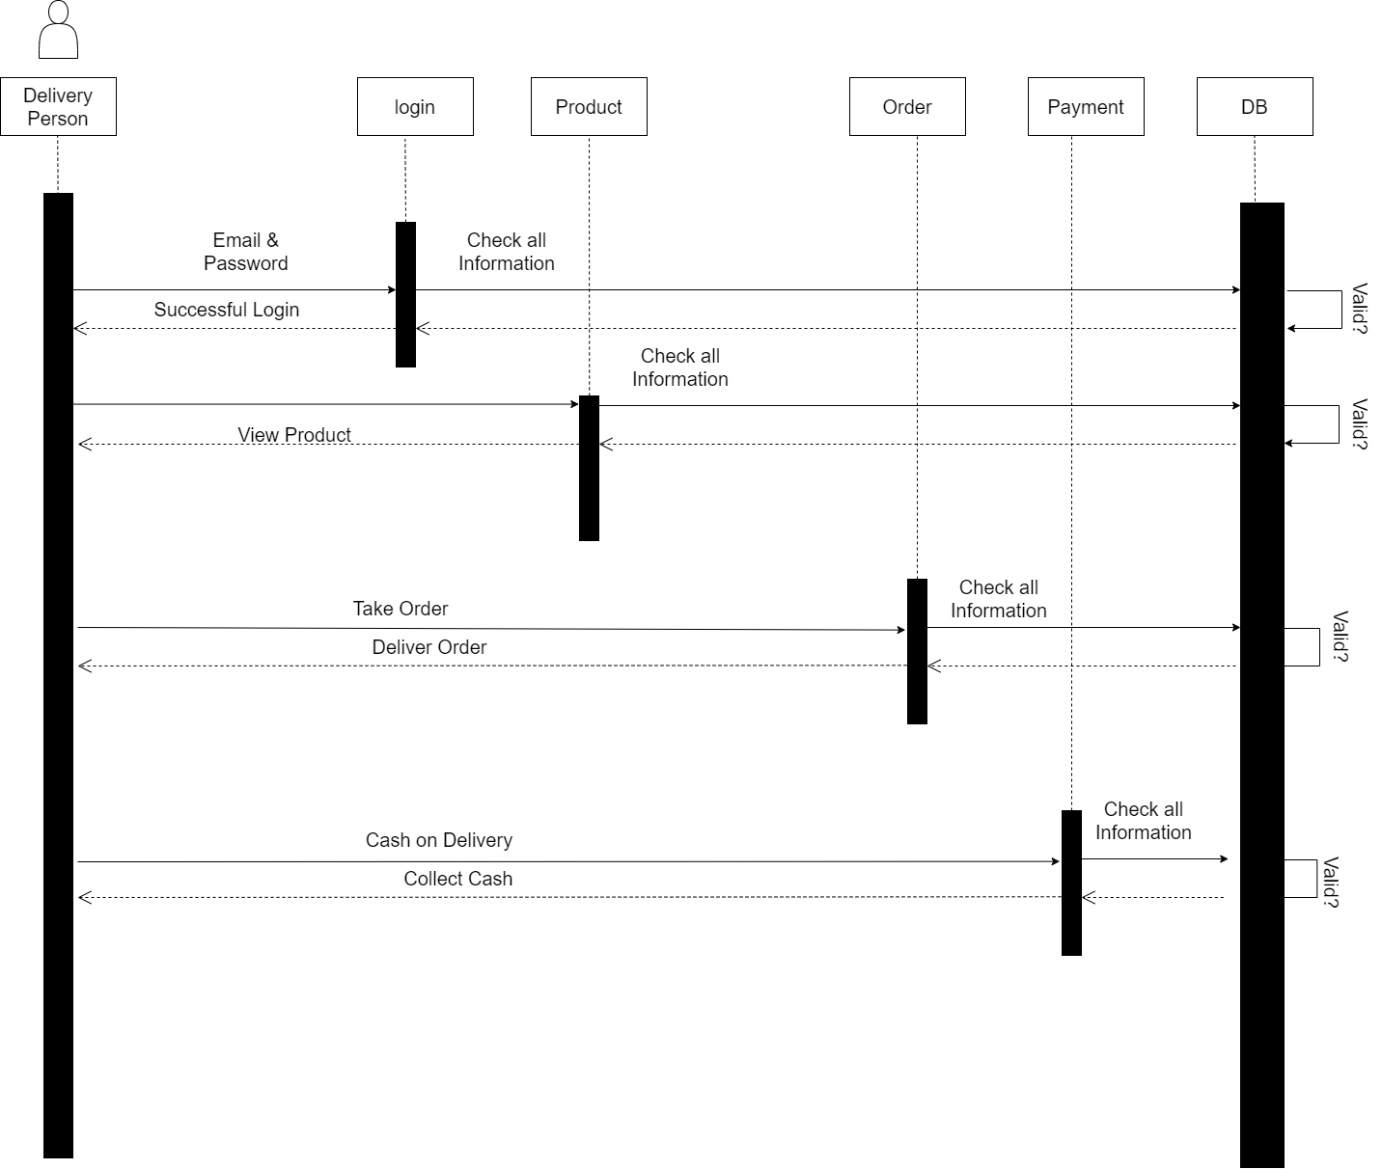 Delivery
Person
login
Product
Order
Payment
DB
Email &
Password
Check all
Information
Valid?
Successful Login
Check all
Information
Valid?
View Product
Check all
Information
Take Order
Valid?
Deliver Order
Check all
Information
Cash on Delivery
Valid?
Collect Cash